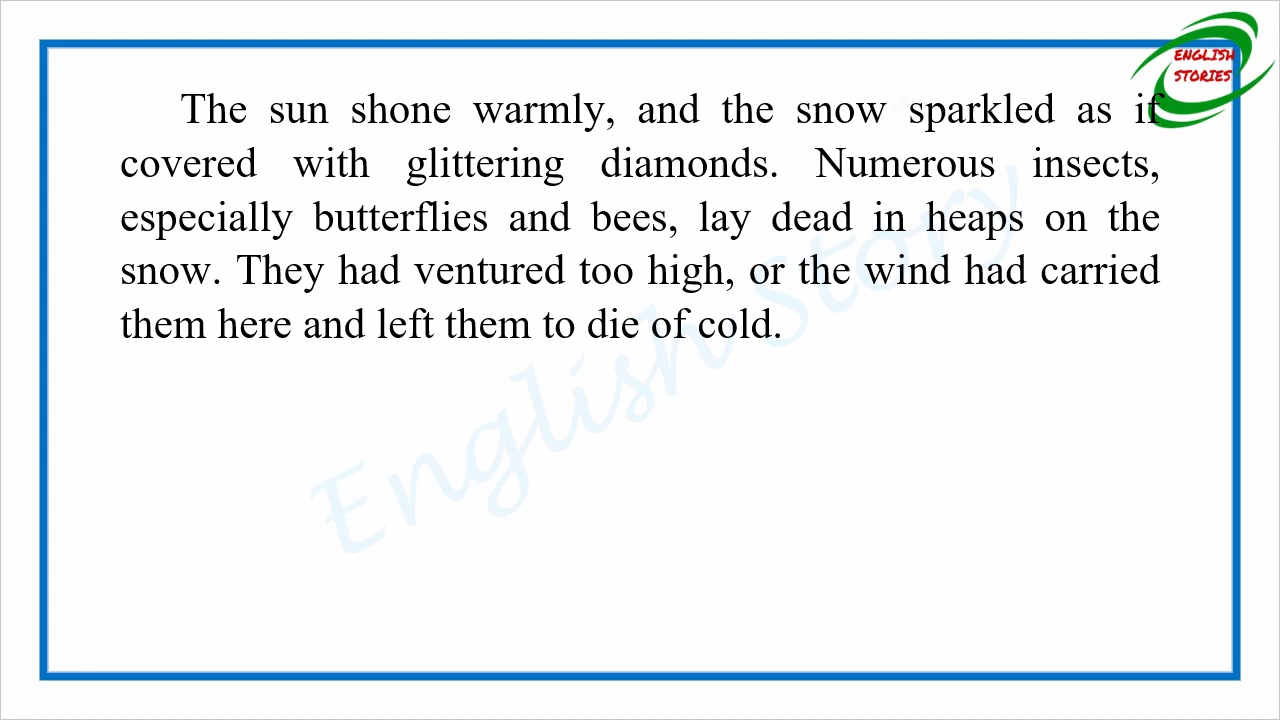 ENGLISH
STORIES
The sun shone warmly, and the snow sparkled as if
covered with glittering diamonds. Numerous insects,
especially butterflies and bees, lay dead in heaps on the
snow. They had ventured too high, or the wind had carried
them here and left them to die of cold.
English Story